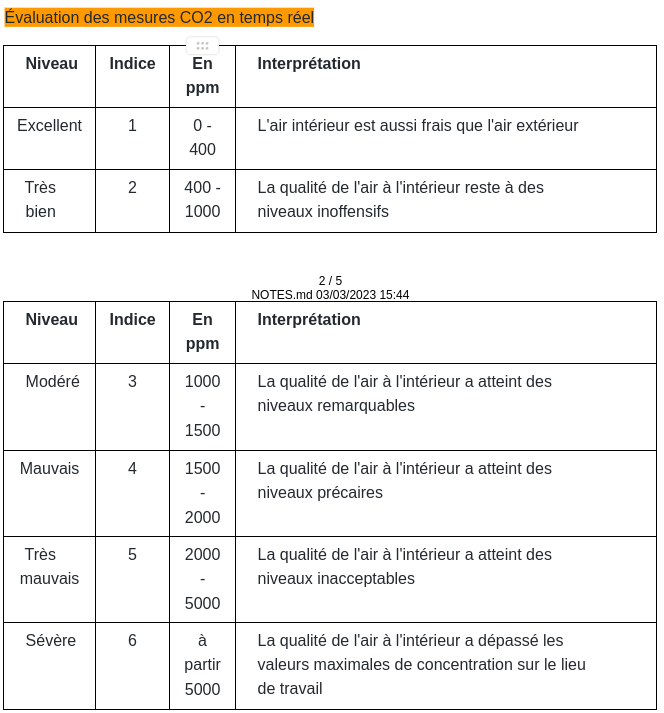 Évaluation des mesures CO2 en temps réel
Niveau Indice En ppm Interprétation
Excellent 1 0 - 400 L'air intérieur est aussi frais que l'air extérieur
Très bien 2 400 - 1000 La qualité de l'air à l'intérieur reste à des
niveaux inoffensifs
2 / 5
NOTES.md 03/03/2023 15:44
Niveau Indice En ppm Interprétation
Modéré 3 1000 - 1500 La qualité de l'air à l'intérieur a atteint des
niveaux remarquables
Mauvais 4 1500 - 2000 La qualité de l'air à l'intérieur a atteint des
niveaux précaires
Très mauvais 5 2000 - 5000 La qualité de l'air à l'intérieur a atteint des
niveaux inacceptables
Sévère 6 à partir 5000 La qualité de l'air à l'intérieur a dépassé les
valeurs maximales de concentration sur le lieu
de travail